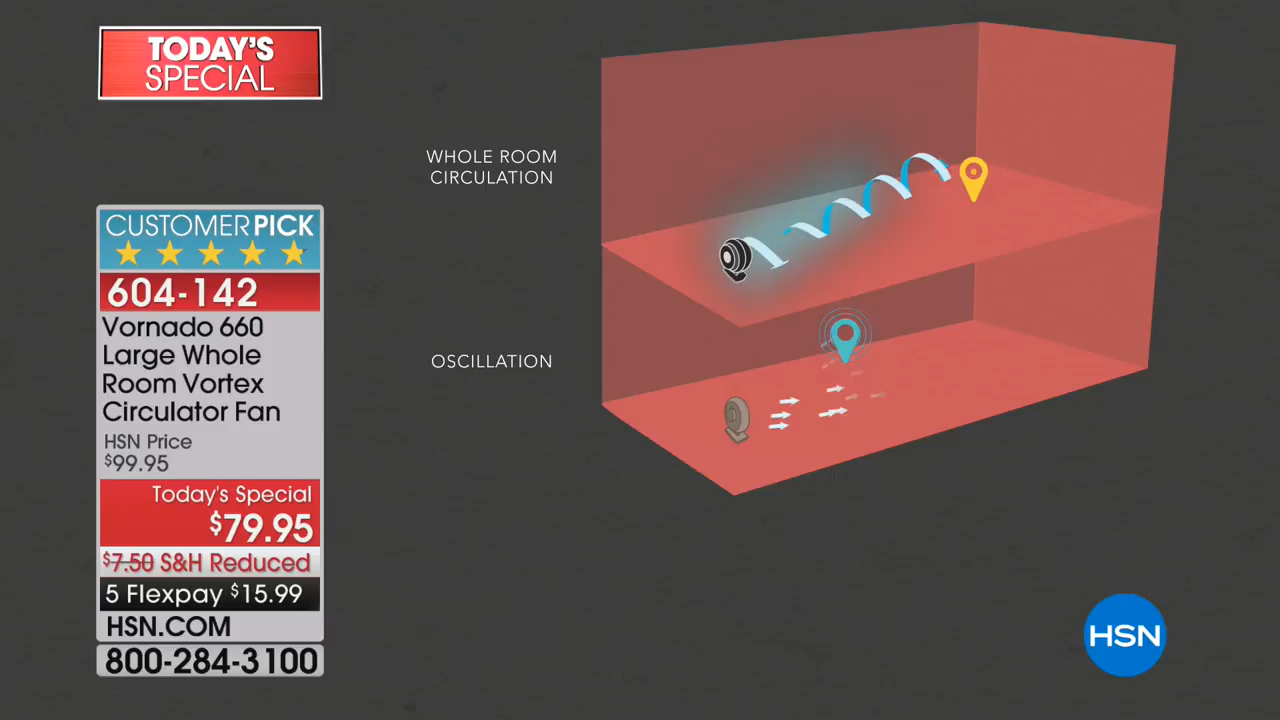 TODAY'S
SPECIAL
CUSTOMER PICK
604-142
Vornado 660
Large Whole
Room Vortex
Circulator Fan
HSN Price
$99.95
Today's Special
$79.95
$7.50 S&H Reduced
5 Flexpay $15.99
HSN.COM
800-284-3100
WHOLE ROOM
CIRCULATION
OSCILLATION
HSN